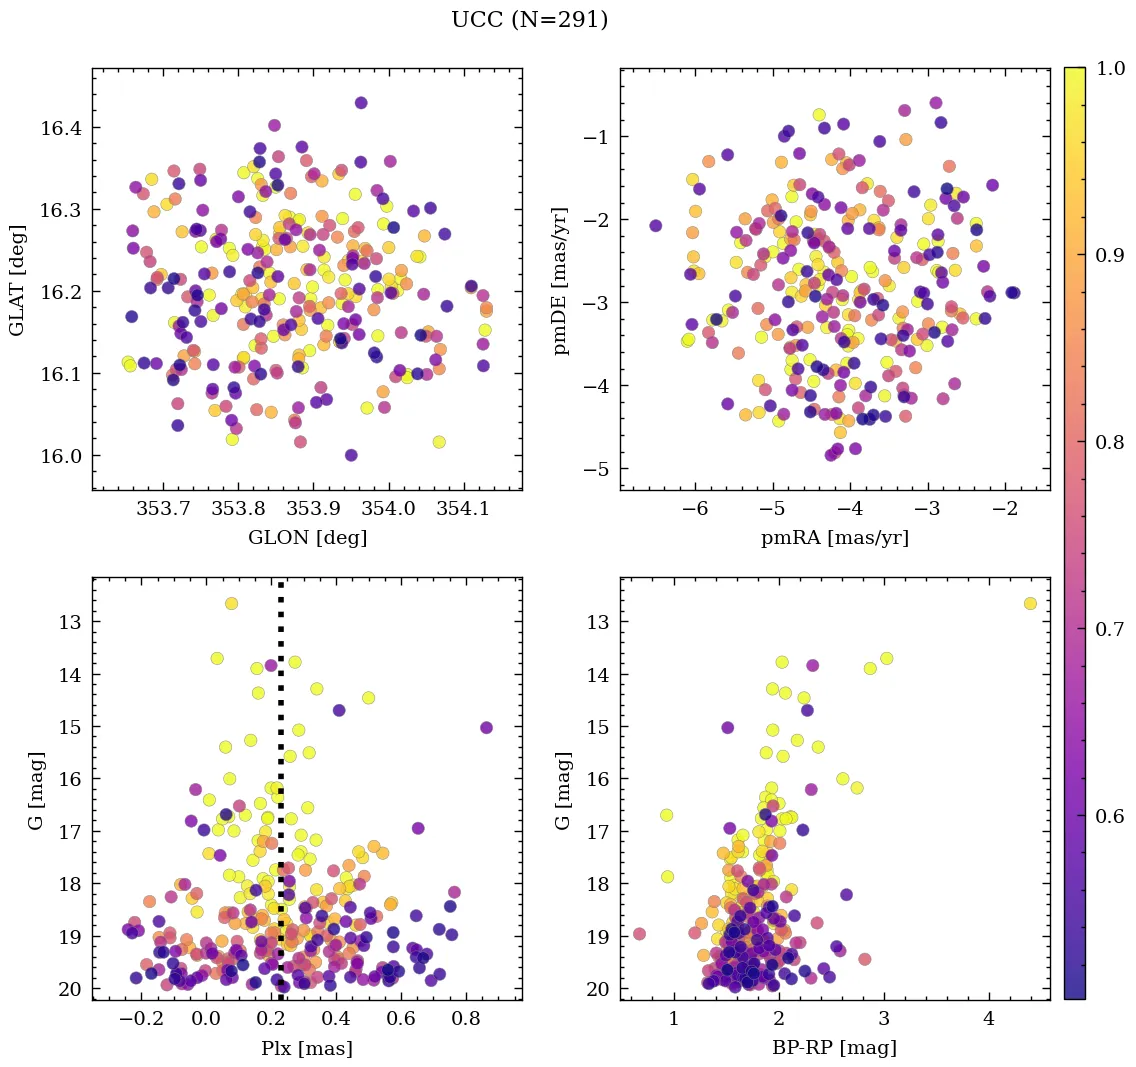 UCC (N=291)
16.4
16.3
16.2
16.1
16.0
GLAT [deg]
353.7 353.8 353.9 354.0 354.1
GLON [deg]
−1
−2
−3
−4
−5
pmDE [mas/yr]
−6 −5 −4 −3 −2
pmRA [mas/yr]
1.0
0.9
0.8
0.7
0.6
13
14
15
16
17
18
19
20
G [mag]
−0.2 0.0 0.2 0.4 0.6 0.8
Plx [mas]
13
14
15
16
17
18
19
20
G [mag]
1 2 3 4
BP-RP [mag]